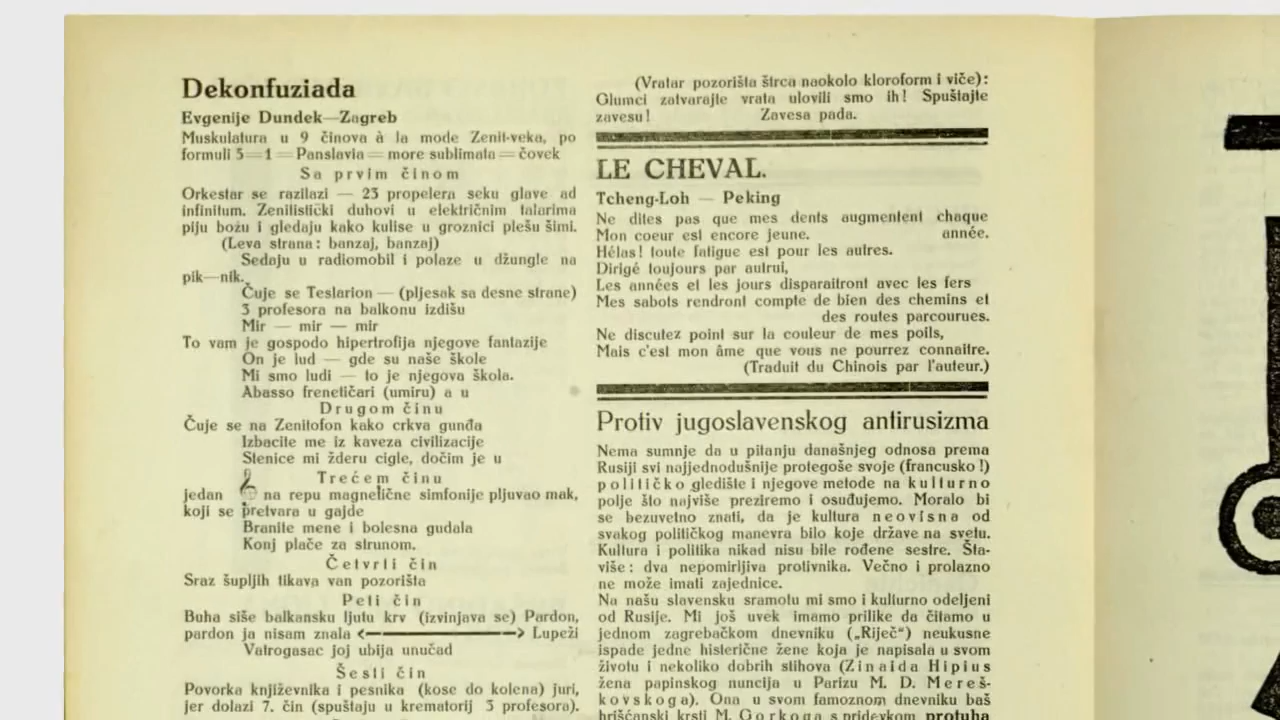 Dekonfuziada
Evgenije Dundek—Zagreb
Muskulatura u 9 činova à la mode Zenit-veka, po
formuli 5=1=Panslavia=more sublimata=čovek
Sa prvim činom
Orkestar se razilazi — 23 propelera seku glave ad
infinitum. Zenitistički duhovi u električnim talarima
piju božu i gledaju kako kulise u groznici plešu šimi.
(Leva strana: banzaj, banzaj)
Sedaju u radiomobil i polaze u džungle na
pik—nik.
Čuje se Teslarion — (pljesak sa desne strane)
3 profesora na balkonu izdišu
Mir — mir — mir
To vam je gospodo hipertrofija njegove fantazije
On je lud — gde su naše škole
Mi smo ludi — to je njegova škola.
Abasso frenetičari (umiru) a u
Drugom činu
Čuje se na Zenitofon kako crkva gunđa
Izbacite me iz kaveza civilizacije
Stenice mi žderu cigle, dočim je u
Trećem činu
jedan na repu magnetične simfonije pljuvao mak,
koji se pretvara u gajde
Branite mene i bolesna gudala
Konj plače za strunom.
Četvrti čin
Sraz šupljih tikava van pozorišta
Peti čin
Buha siše balkansku ljutu krv (izvinjava se) Pardon,
pardon ja nisam znala <—————> Lupeži
Vatrogasac joj ubija unučad
Šesti čin
Povorka književnika i pesnika (kose do kolena) juri,
jer dolazi 7. čin (spuštaju u krematorij 3 profesora).
(Vratar pozorišta štrca naokolo kloroform i viče):
Glumci zatvarajte vrata ulovili smo ih! Spuštajte
zavesu! Zavesa pada.
LE CHEVAL.
Tcheng-Loh — Peking
Ne dites pas que mes dents augmentent chaque
Mon coeur est encore jeune. année.
Hélas! toute fatigue est pour les autres.
Dirigé toujours par autrui,
Les années et les jours disparaitront avec les fers
Mes sabots rendront compte de bien des chemins et
des routes parcourues.
Ne discutez point sur la couleur de mes poils,
Mais c'est mon âme que vous ne pourrez connaitre.
(Traduit du Chinois par l'auteur.)
Protiv jugoslavenskog antirusizma
Nema sumnje da u pitanju današnjeg odnosa prema
Rusiji svi najjednodušnije protegoše svoje (francusko!)
političko gledište i njegove metode na kulturno
polje što najviše preziremo i osuđujemo. Moralo bi
se bezuvetno znati, da je kultura neovisna od
svakog političkog manevra bilo koje države na svetu.
Kultura i politika nikad nisu bile rođene sestre. Šta-
više: dva nepomirljiva protivnika. Večno i prolazno
ne može imati zajednice.
Na našu slavensku sramotu mi smo i kulturno odeljeni
od Rusije. Mi još uvek imamo prilike da čitamo u
jednom zagrebačkom dnevniku („Riječ“) neukusne
ispade jedne histerične žene koja je napisala u svom
životu i nekoliko dobrih stihova (Zinaida Hipius
žena papinskog nuncija u Parizu M. D. Mereš-
kovskoga). Ona u svom famoznom dnevniku baš
hrišćanski krsti M. Gorkoga s pridevkom protuha